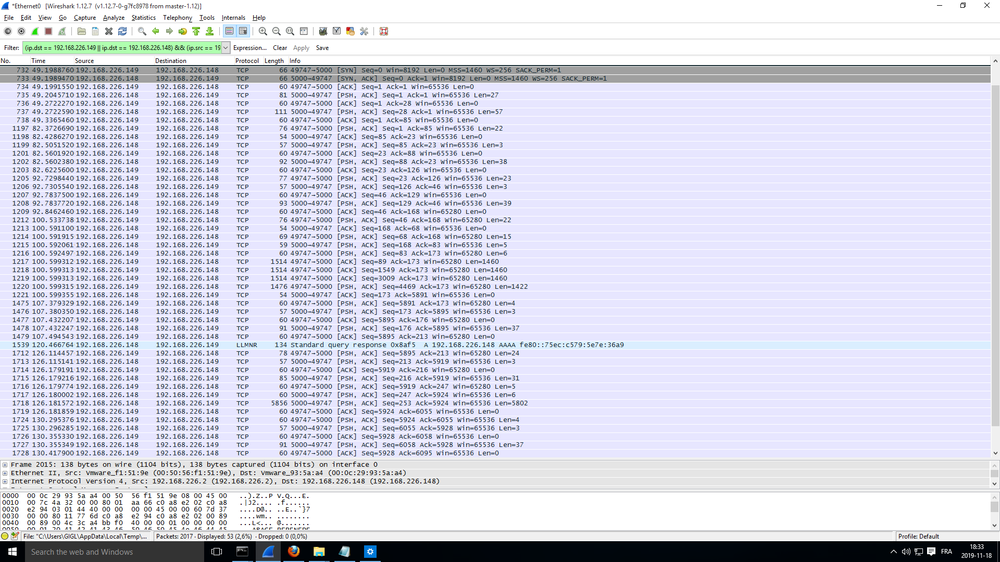 *Ethernet0 [Wireshark 1.12.7 (v1.12.7-0-g7fc8978 from master-1.12)]
File Edit View Go Capture Analyze Statistics Telephony Tools Internals Help
Filter: (ip.dst == 192.168.226.149 || ip.dst == 192.168.226.148) && (ip.src == 19 Expression... Clear Apply Save
No. Time Source Destination Protocol Length Info
732 49.1988760 192.168.226.149 192.168.226.148 TCP 66 49747→5000 [SYN] Seq=0 Win=8192 Len=0 MSS=1460 WS=256 SACK_PERM=1
733 49.1989470 192.168.226.148 192.168.226.149 TCP 66 5000→49747 [SYN, ACK] Seq=0 Ack=1 Win=8192 Len=0 MSS=1460 WS=256 SACK_PERM=1
734 49.1991550 192.168.226.149 192.168.226.148 TCP 60 49747→5000 [ACK] Seq=1 Ack=1 Win=65536 Len=0
735 49.2045710 192.168.226.148 192.168.226.149 TCP 81 5000→49747 [PSH, ACK] Seq=1 Ack=1 Win=65536 Len=27
736 49.2722270 192.168.226.149 192.168.226.148 TCP 60 49747→5000 [ACK] Seq=1 Ack=28 Win=65536 Len=0
737 49.2722590 192.168.226.148 192.168.226.149 TCP 111 5000→49747 [PSH, ACK] Seq=28 Ack=1 Win=65536 Len=57
738 49.3365460 192.168.226.149 192.168.226.148 TCP 60 49747→5000 [ACK] Seq=1 Ack=85 Win=65536 Len=0
1197 82.3726690 192.168.226.149 192.168.226.148 TCP 76 49747→5000 [PSH, ACK] Seq=1 Ack=85 Win=65536 Len=22
1198 82.4286270 192.168.226.148 192.168.226.149 TCP 54 5000→49747 [ACK] Seq=85 Ack=23 Win=65536 Len=0
1199 82.5051520 192.168.226.148 192.168.226.149 TCP 57 5000→49747 [PSH, ACK] Seq=85 Ack=23 Win=65536 Len=3
1201 82.5601920 192.168.226.149 192.168.226.148 TCP 60 49747→5000 [ACK] Seq=23 Ack=88 Win=65536 Len=0
1202 82.5602380 192.168.226.148 192.168.226.149 TCP 92 5000→49747 [PSH, ACK] Seq=88 Ack=23 Win=65536 Len=38
1203 82.6225600 192.168.226.149 192.168.226.148 TCP 60 49747→5000 [ACK] Seq=23 Ack=126 Win=65536 Len=0
1205 92.7298440 192.168.226.149 192.168.226.148 TCP 77 49747→5000 [PSH, ACK] Seq=23 Ack=126 Win=65536 Len=23
1206 92.7305540 192.168.226.148 192.168.226.149 TCP 57 5000→49747 [PSH, ACK] Seq=126 Ack=46 Win=65536 Len=3
1207 92.7837500 192.168.226.149 192.168.226.148 TCP 60 49747→5000 [ACK] Seq=46 Ack=129 Win=65536 Len=0
1208 92.7837720 192.168.226.148 192.168.226.149 TCP 93 5000→49747 [PSH, ACK] Seq=129 Ack=46 Win=65536 Len=39
1209 92.8462460 192.168.226.149 192.168.226.148 TCP 60 49747→5000 [ACK] Seq=46 Ack=168 Win=65280 Len=0
1212 100.533738 192.168.226.149 192.168.226.148 TCP 76 49747→5000 [PSH, ACK] Seq=46 Ack=168 Win=65280 Len=22
1213 100.591100 192.168.226.148 192.168.226.149 TCP 54 5000→49747 [ACK] Seq=168 Ack=68 Win=65536 Len=0
1214 100.591915 192.168.226.149 192.168.226.148 TCP 69 49747→5000 [PSH, ACK] Seq=68 Ack=168 Win=65280 Len=15
1215 100.592061 192.168.226.148 192.168.226.149 TCP 59 5000→49747 [PSH, ACK] Seq=168 Ack=83 Win=65536 Len=5
1216 100.592497 192.168.226.149 192.168.226.148 TCP 60 49747→5000 [PSH, ACK] Seq=83 Ack=173 Win=65280 Len=6
1217 100.599312 192.168.226.149 192.168.226.148 TCP 1514 49747→5000 [ACK] Seq=89 Ack=173 Win=65280 Len=1460
1218 100.599313 192.168.226.149 192.168.226.148 TCP 1514 49747→5000 [ACK] Seq=1549 Ack=173 Win=65280 Len=1460
1219 100.599313 192.168.226.149 192.168.226.148 TCP 1514 49747→5000 [ACK] Seq=3009 Ack=173 Win=65280 Len=1460
1220 100.599315 192.168.226.149 192.168.226.148 TCP 1476 49747→5000 [PSH, ACK] Seq=4469 Ack=173 Win=65280 Len=1422
1221 100.599355 192.168.226.148 192.168.226.149 TCP 54 5000→49747 [ACK] Seq=173 Ack=5891 Win=65536 Len=0
1475 107.379329 192.168.226.149 192.168.226.148 TCP 60 49747→5000 [PSH, ACK] Seq=5891 Ack=173 Win=65280 Len=4
1476 107.380350 192.168.226.148 192.168.226.149 TCP 57 5000→49747 [PSH, ACK] Seq=173 Ack=5895 Win=65536 Len=3
1477 107.432207 192.168.226.149 192.168.226.148 TCP 60 49747→5000 [ACK] Seq=5895 Ack=176 Win=65280 Len=0
1478 107.432247 192.168.226.148 192.168.226.149 TCP 91 5000→49747 [PSH, ACK] Seq=176 Ack=5895 Win=65536 Len=37
1479 107.494543 192.168.226.149 192.168.226.148 TCP 60 49747→5000 [ACK] Seq=5895 Ack=213 Win=65280 Len=0
1539 120.466764 192.168.226.148 192.168.226.149 LLMNR 134 Standard query response 0x8af5 A 192.168.226.148 AAAA fe80::75ec:c579:5e7e:36a9
1712 126.114457 192.168.226.149 192.168.226.148 TCP 78 49747→5000 [PSH, ACK] Seq=5895 Ack=213 Win=65280 Len=24
1713 126.115141 192.168.226.148 192.168.226.149 TCP 57 5000→49747 [PSH, ACK] Seq=213 Ack=5919 Win=65536 Len=3
1714 126.179191 192.168.226.149 192.168.226.148 TCP 60 49747→5000 [ACK] Seq=5919 Ack=216 Win=65280 Len=0
1715 126.179216 192.168.226.148 192.168.226.149 TCP 85 5000→49747 [PSH, ACK] Seq=216 Ack=5919 Win=65536 Len=31
1716 126.179774 192.168.226.149 192.168.226.148 TCP 60 49747→5000 [PSH, ACK] Seq=5919 Ack=247 Win=65280 Len=5
1717 126.180002 192.168.226.148 192.168.226.149 TCP 60 5000→49747 [PSH, ACK] Seq=247 Ack=5924 Win=65536 Len=6
1718 126.181572 192.168.226.148 192.168.226.149 TCP 5856 5000→49747 [PSH, ACK] Seq=253 Ack=5924 Win=65536 Len=5802
1719 126.181859 192.168.226.149 192.168.226.148 TCP 60 49747→5000 [ACK] Seq=5924 Ack=6055 Win=65536 Len=0
1724 130.295376 192.168.226.149 192.168.226.148 TCP 60 49747→5000 [PSH, ACK] Seq=5924 Ack=6055 Win=65536 Len=4
1725 130.296285 192.168.226.148 192.168.226.149 TCP 57 5000→49747 [PSH, ACK] Seq=6055 Ack=5928 Win=65536 Len=3
1726 130.355330 192.168.226.149 192.168.226.148 TCP 60 49747→5000 [ACK] Seq=5928 Ack=6058 Win=65536 Len=0
1727 130.355349 192.168.226.148 192.168.226.149 TCP 91 5000→49747 [PSH, ACK] Seq=6058 Ack=5928 Win=65536 Len=37
1728 130.417900 192.168.226.149 192.168.226.148 TCP 60 49747→5000 [ACK] Seq=5928 Ack=6095 Win=65536 Len=0
Frame 2015: 138 bytes on wire (1104 bits), 138 bytes captured (1104 bits) on interface 0
Ethernet II, Src: Vmware_f1:51:9e (00:50:56:f1:51:9e), Dst: Vmware_93:5a:a4 (00:0c:29:93:5a:a4)
Internet Protocol Version 4, Src: 192.168.226.2 (192.168.226.2), Dst: 192.168.226.148 (192.168.226.148)
0000 00 0c 29 93 5a a4 00 50 56 f1 51 9e 08 00 45 00 ..).Z..P V.Q...E.
0010 00 7c 4a 32 00 00 80 01 aa 66 c0 a8 e2 02 c0 a8 .|J2.... .f......
0020 e2 94 03 01 44 40 00 00 00 00 45 00 00 60 7d 37 ....D@.. ..E..`}7
0030 00 00 80 11 77 6d c0 a8 e2 94 c0 a8 e2 02 00 89 ....wm.. ........
0040 00 89 00 4c 3c a4 bb f0 40 00 00 01 00 00 00 00 ...L<... @.......
File: "C:\Users\GIGL\AppData\Local\Temp\... Packets: 2017 · Displayed: 53 (2,6%) · Dropped: 0 (0,0%) Profile: Default
Search the web and Windows
FRA
18:33
2019-11-18